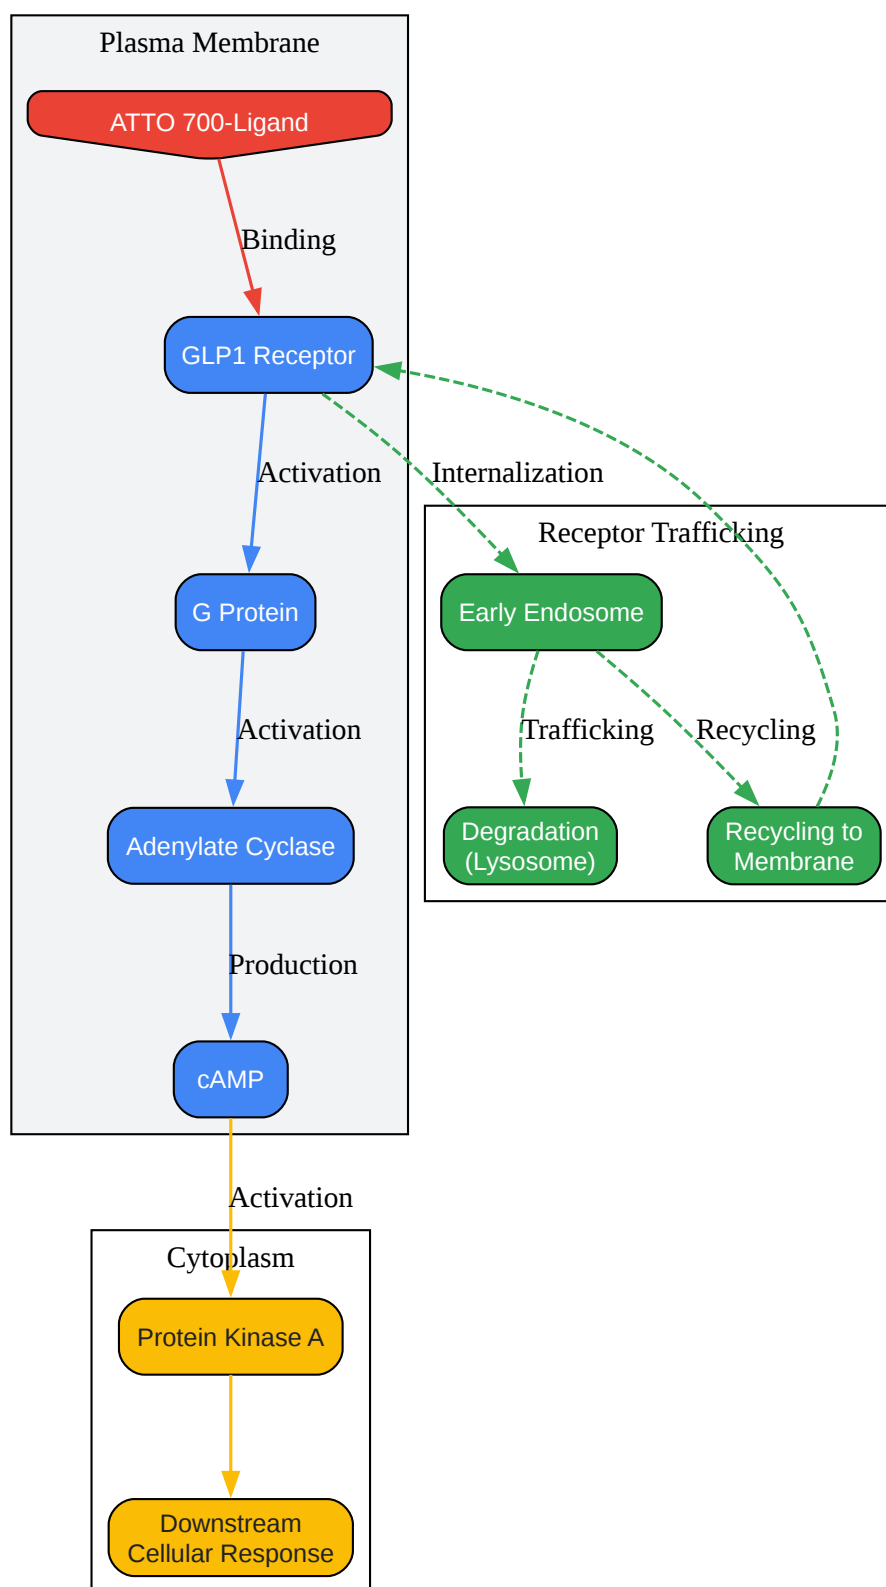 Plasma Membrane
ATTO 700-Ligand
Binding
GLP1 Receptor
Activation
Internalization
Receptor Trafficking
G Protein
Early Endosome
Activation
Trafficking
Recycling
Adenylate Cyclase
Degradation
(Lysosome)
Recycling to
Membrane
Production
cAMP
Activation
Cytoplasm
Protein Kinase A
Downstream
Cellular Response